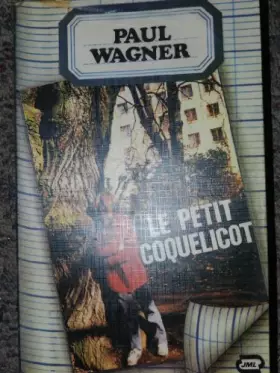 PAUL
WAGNER
LE PETIT
COQUELICOT
JML